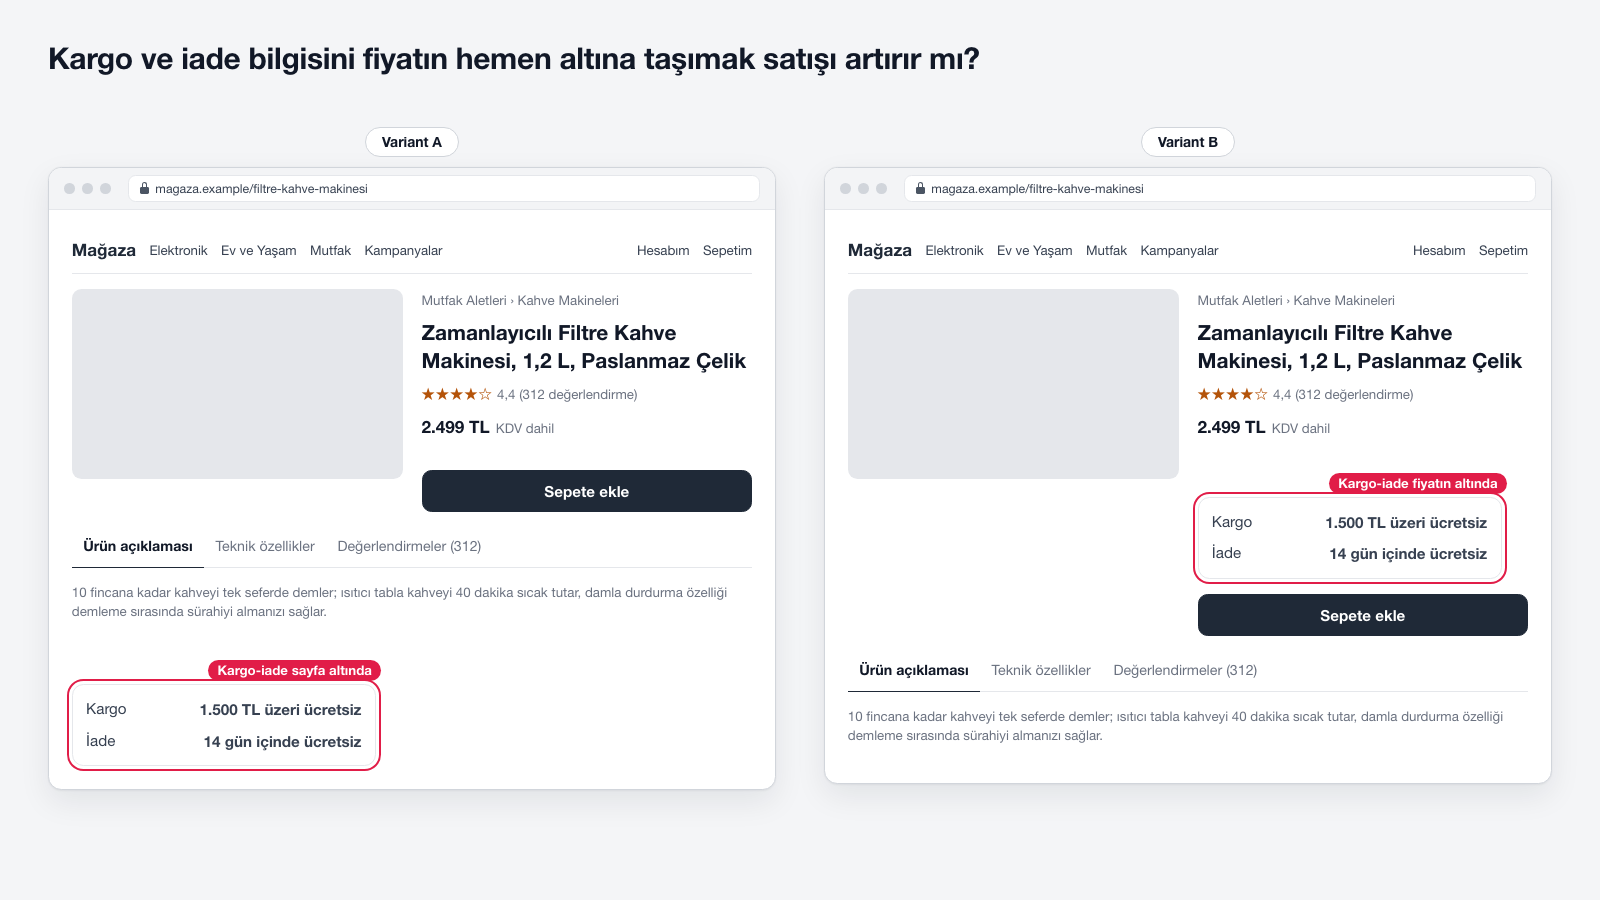 Kargo ve iade bilgisini fiyatın hemen altına taşımak satışı artırır mı?
Variant A
magaza.example/filtre-kahve-makinesi
Mağaza Elektronik Ev ve Yaşam Mutfak Kampanyalar Hesabım Sepetim
Mutfak Aletleri › Kahve Makineleri
Zamanlayıcılı Filtre Kahve
Makinesi, 1,2 L, Paslanmaz Çelik
★★★★☆ 4,4 (312 değerlendirme)
2.499 TL KDV dahil
Sepete ekle
Ürün açıklaması Teknik özellikler Değerlendirmeler (312)
10 fincana kadar kahveyi tek seferde demler; ısıtıcı tabla kahveyi 40 dakika sıcak tutar, damla durdurma özelliği
demleme sırasında sürahiyi almanızı sağlar.
Kargo-iade sayfa altında
Kargo 1.500 TL üzeri ücretsiz
İade 14 gün içinde ücretsiz
Variant B
magaza.example/filtre-kahve-makinesi
Mağaza Elektronik Ev ve Yaşam Mutfak Kampanyalar Hesabım Sepetim
Mutfak Aletleri › Kahve Makineleri
Zamanlayıcılı Filtre Kahve
Makinesi, 1,2 L, Paslanmaz Çelik
★★★★☆ 4,4 (312 değerlendirme)
2.499 TL KDV dahil
Kargo-iade fiyatın altında
Kargo 1.500 TL üzeri ücretsiz
İade 14 gün içinde ücretsiz
Sepete ekle
Ürün açıklaması Teknik özellikler Değerlendirmeler (312)
10 fincana kadar kahveyi tek seferde demler; ısıtıcı tabla kahveyi 40 dakika sıcak tutar, damla durdurma özelliği
demleme sırasında sürahiyi almanızı sağlar.